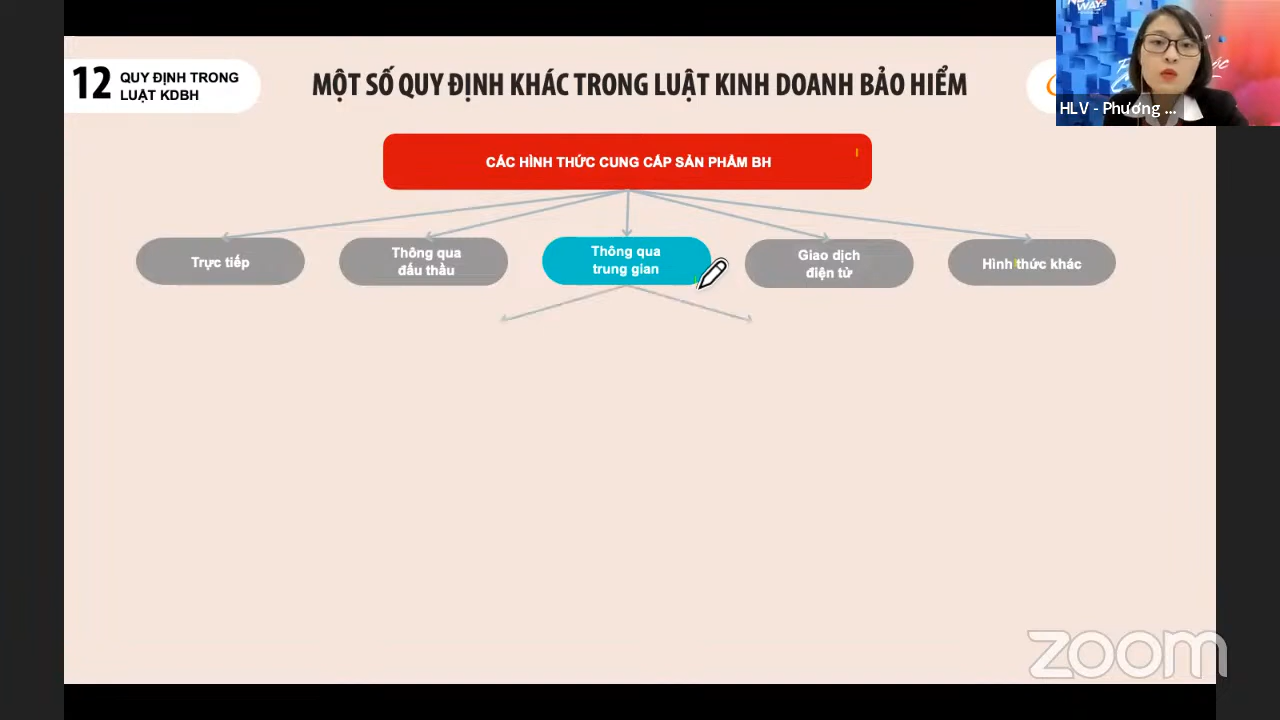 12
QUY ĐỊNH TRONG
LUẬT KDBH
MỘT SỐ QUY ĐỊNH KHÁC TRONG LUẬT KINH DOANH BẢO HIỂM
HLV - Phương ...
CÁC HÌNH THỨC CUNG CẤP SẢN PHẨM BH
Trực tiếp
Thông qua
đấu thầu
Thông qua
trung gian
Giao dịch
điện tử
Hình thức khác
zoom